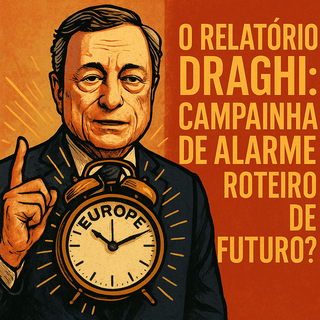 O RELATÓRIO
DRAGHI:
CAMPAINHA
DE ALARME
ROTEIRO
DE
FUTURO?
EUROPE